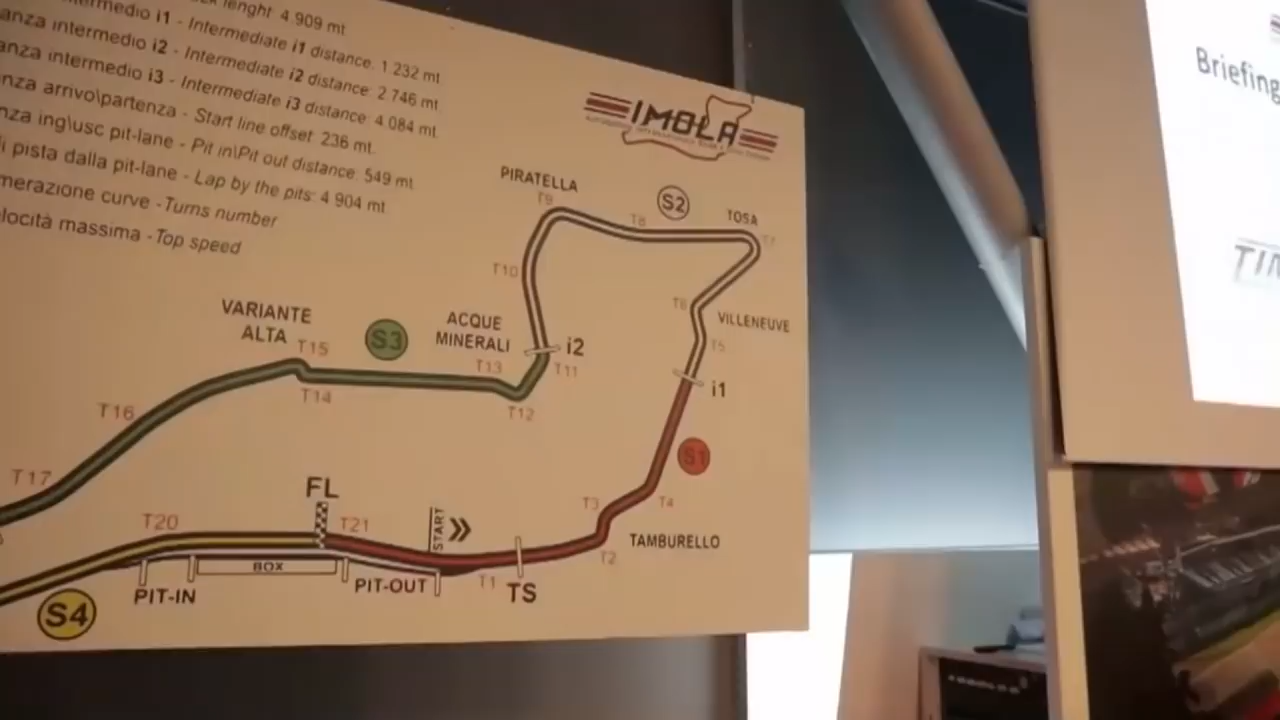 lenght 4.909 mt.
intermedio i1 - Intermediate i1 distance: 1.232 mt.
intermedio i2 - Intermediate i2 distance: 2.746 mt.
intermedio i3 - Intermediate i3 distance: 4.084 mt.
arrivo\partenza - Start line offset: 236 mt.
ing\usc pit-lane - Pit in\Pit out distance: 549 mt.
pista dalla pit-lane - Lap by the pits: 4.904 mt.
merazione curve - Turns number
locità massima - Top speed
IMOLA
PIRATELLA
T9
S2
T8
TOSA
T7
T10
T6
VILLENEUVE
VARIANTE
ALTA
T15
S3
ACQUE
MINERALI
i2
T5
T13
T11
i1
T14
T12
T16
S1
T17
FL
T3
T4
T20
T21
START
TAMBURELLO
T2
BOX
PIT-IN
PIT-OUT
T1
TS
S4
Briefing
TIM